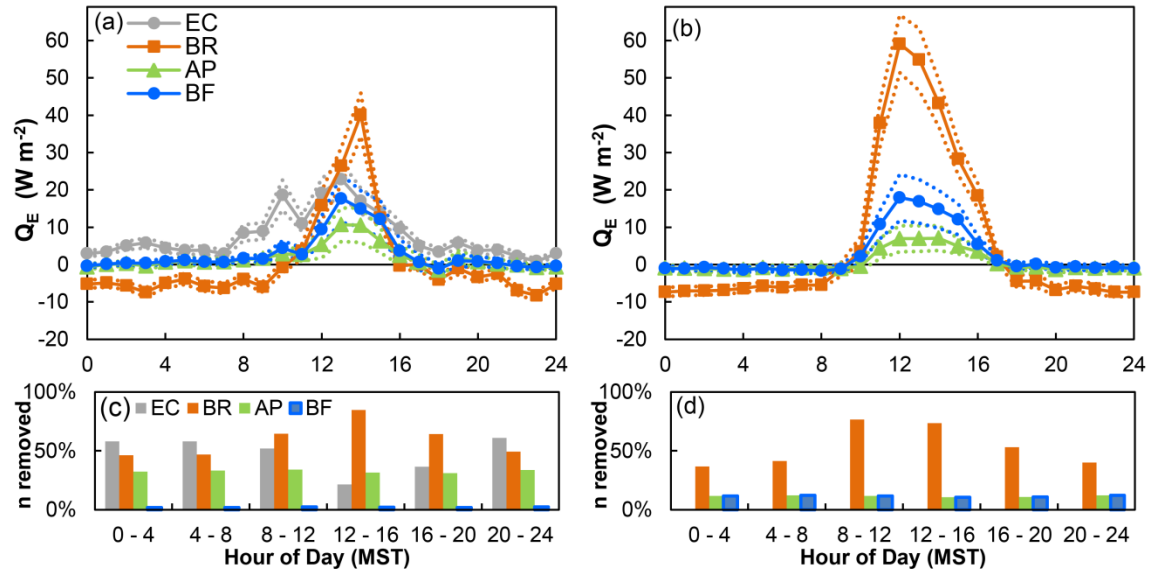 (a)
EC
BR
AP
BF
Q_E (W m⁻²)
60
50
40
30
20
10
0
-10
-20
0 4 8 12 16 20 24
(b)
Q_E (W m⁻²)
60
50
40
30
20
10
0
-10
-20
0 4 8 12 16 20 24
(c) EC BR AP BF
n removed
100%
50%
0%
0 - 4 4 - 8 8 - 12 12 - 16 16 - 20 20 - 24
Hour of Day (MST)
(d)
n removed
100%
50%
0%
0 - 4 4 - 8 8 - 12 12 - 16 16 - 20 20 - 24
Hour of Day (MST)